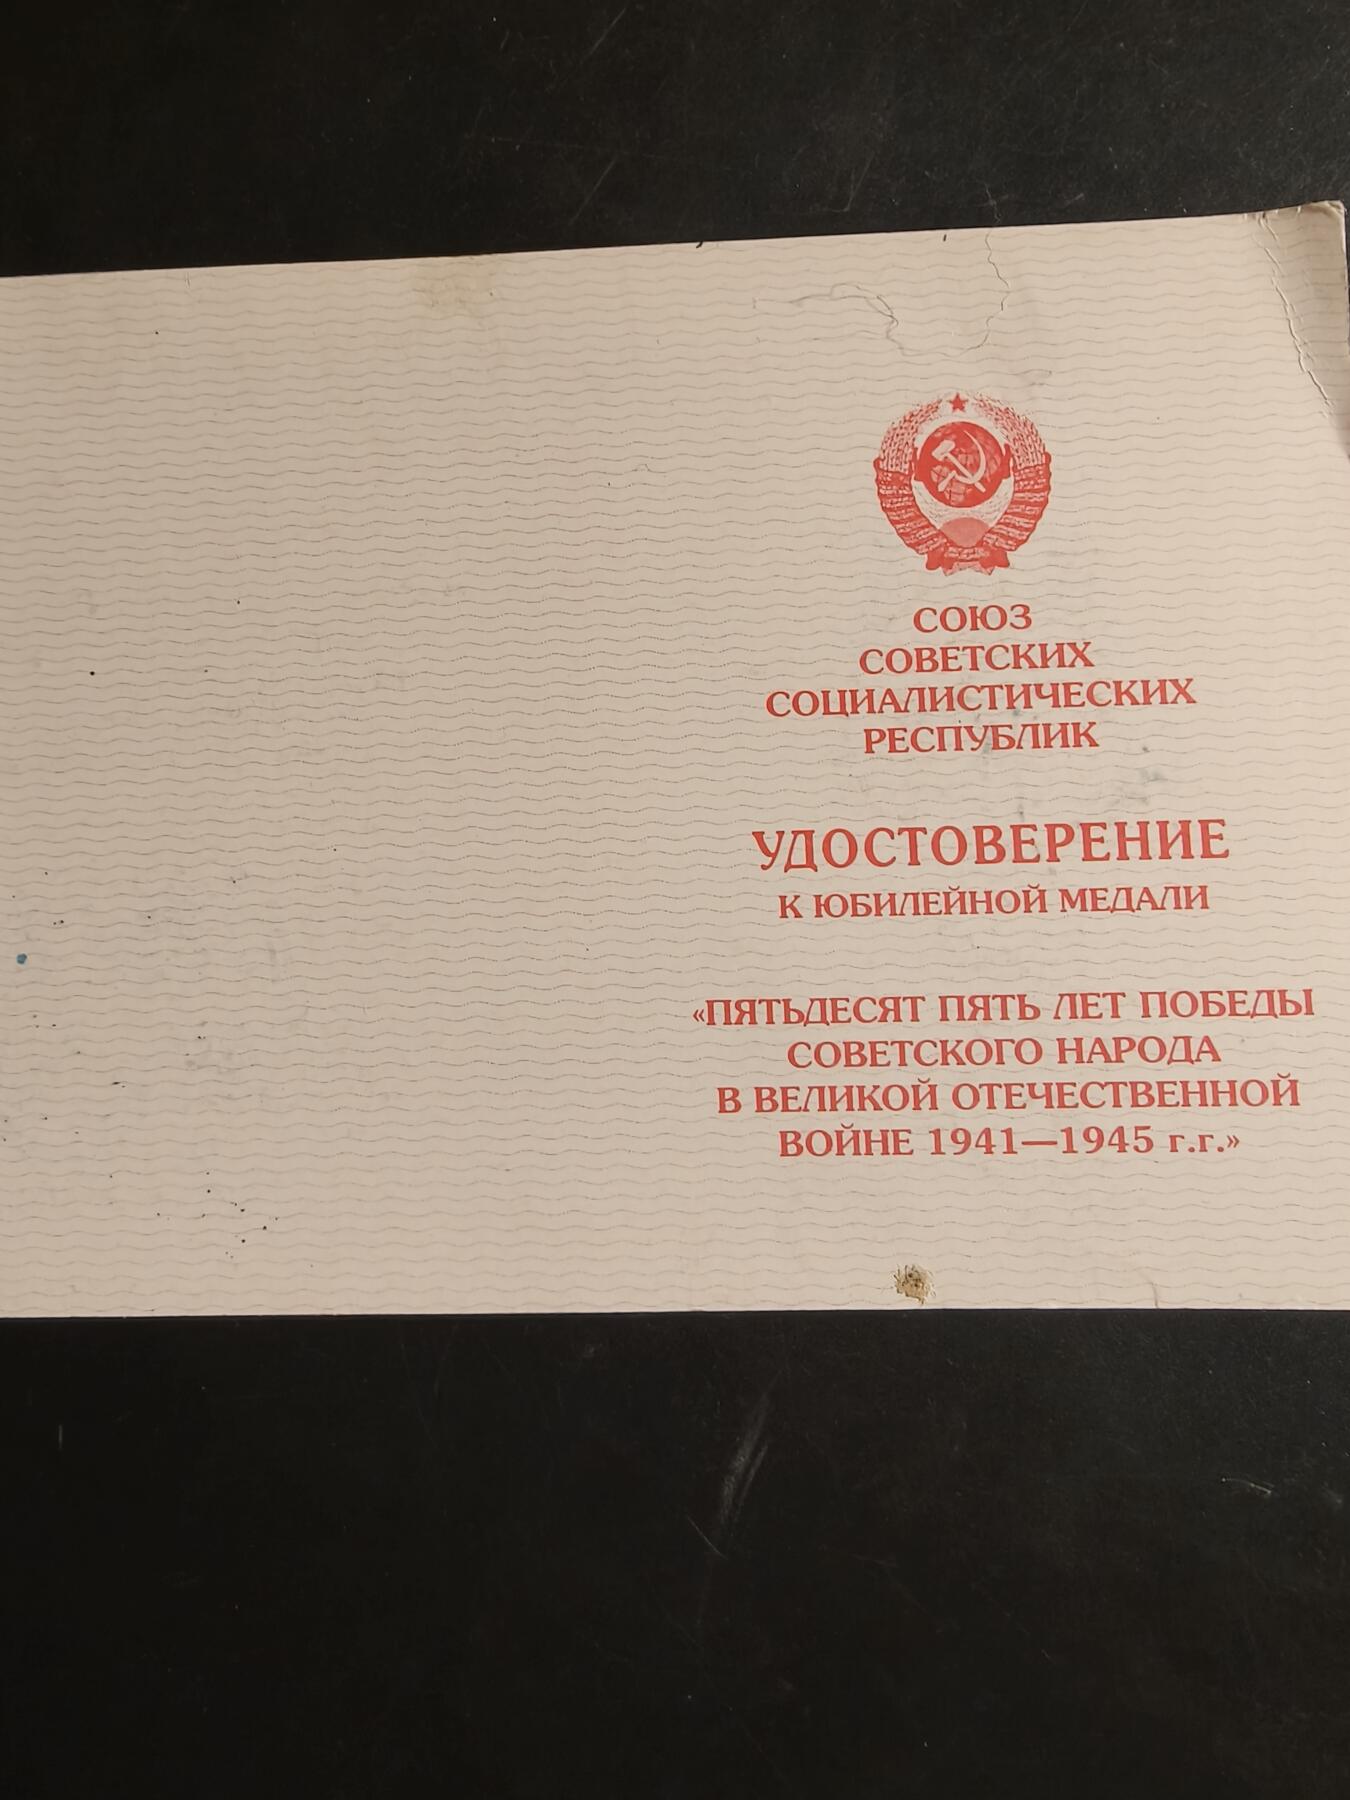 СОЮЗ
СОВЕТСКИХ
СОЦИАЛИСТИЧЕСКИХ
РЕСПУБЛИК
УДОСТОВЕРЕНИЕ
К ЮБИЛЕЙНОЙ МЕДАЛИ
«ПЯТЬДЕСЯТ ПЯТЬ ЛЕТ ПОБЕДЫ
СОВЕТСКОГО НАРОДА
В ВЕЛИКОЙ ОТЕЧЕСТВЕННОЙ
ВОЙНЕ 1941—1945 г.г.»